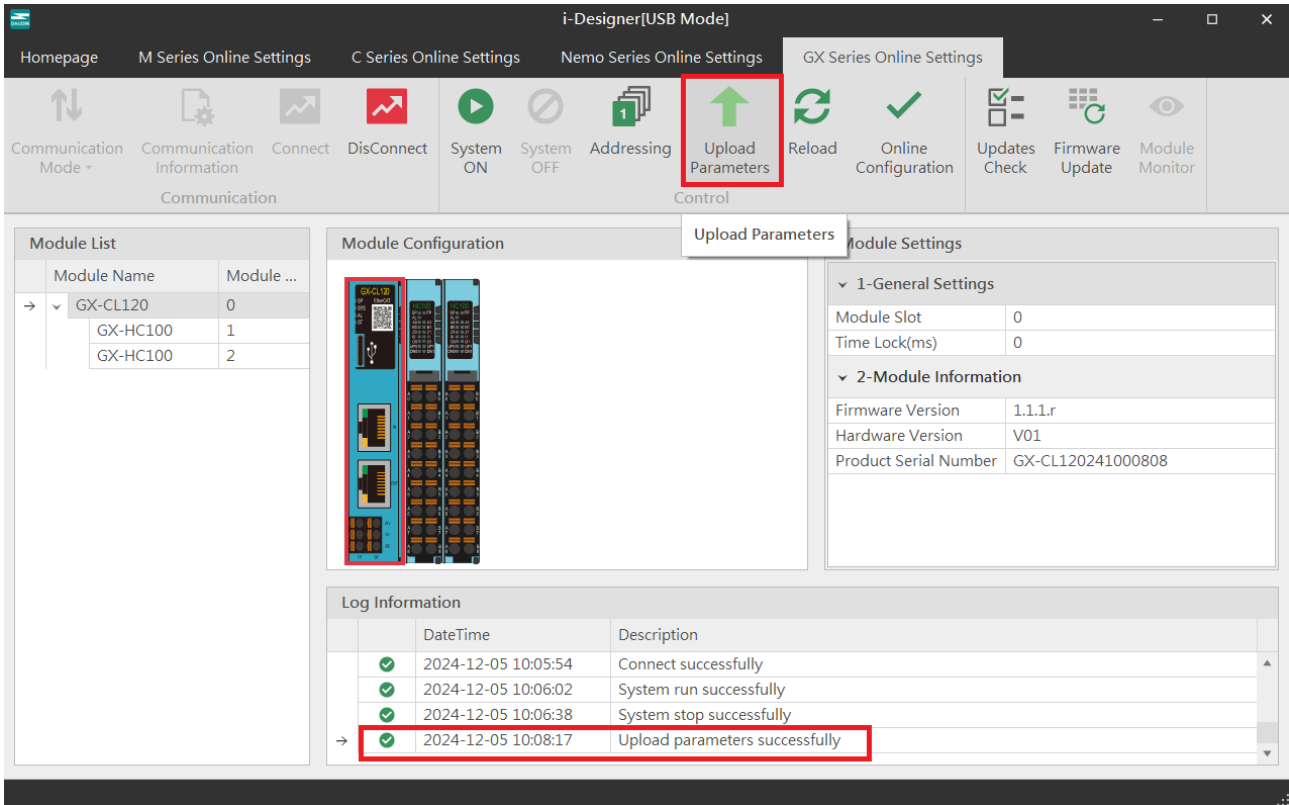 DAUDIN
i-Designer[USB Mode]
Homepage
M Series Online Settings
C Series Online Settings
Nemo Series Online Settings
GX Series Online Settings
Communication
Mode
Communication
Information
Connect
DisConnect
System
ON
System
OFF
1
Addressing
Upload
Parameters
Reload
Online
Configuration
Updates
Check
Firmware
Update
Module
Monitor
Communication
Control
Upload Parameters
Module List
Module Name Module ...
GX-CL120 0
GX-HC100 1
GX-HC100 2
Module Configuration
GX-CL120
EtherCAT
HC100 HC100
Module Settings
1-General Settings
Module Slot 0
Time Lock(ms) 0
2-Module Information
Firmware Version 1.1.1.r
Hardware Version V01
Product Serial Number GX-CL120241000808
Log Information
DateTime Description
2024-12-05 10:05:54 Connect successfully
2024-12-05 10:06:02 System run successfully
2024-12-05 10:06:38 System stop successfully
2024-12-05 10:08:17 Upload parameters successfully